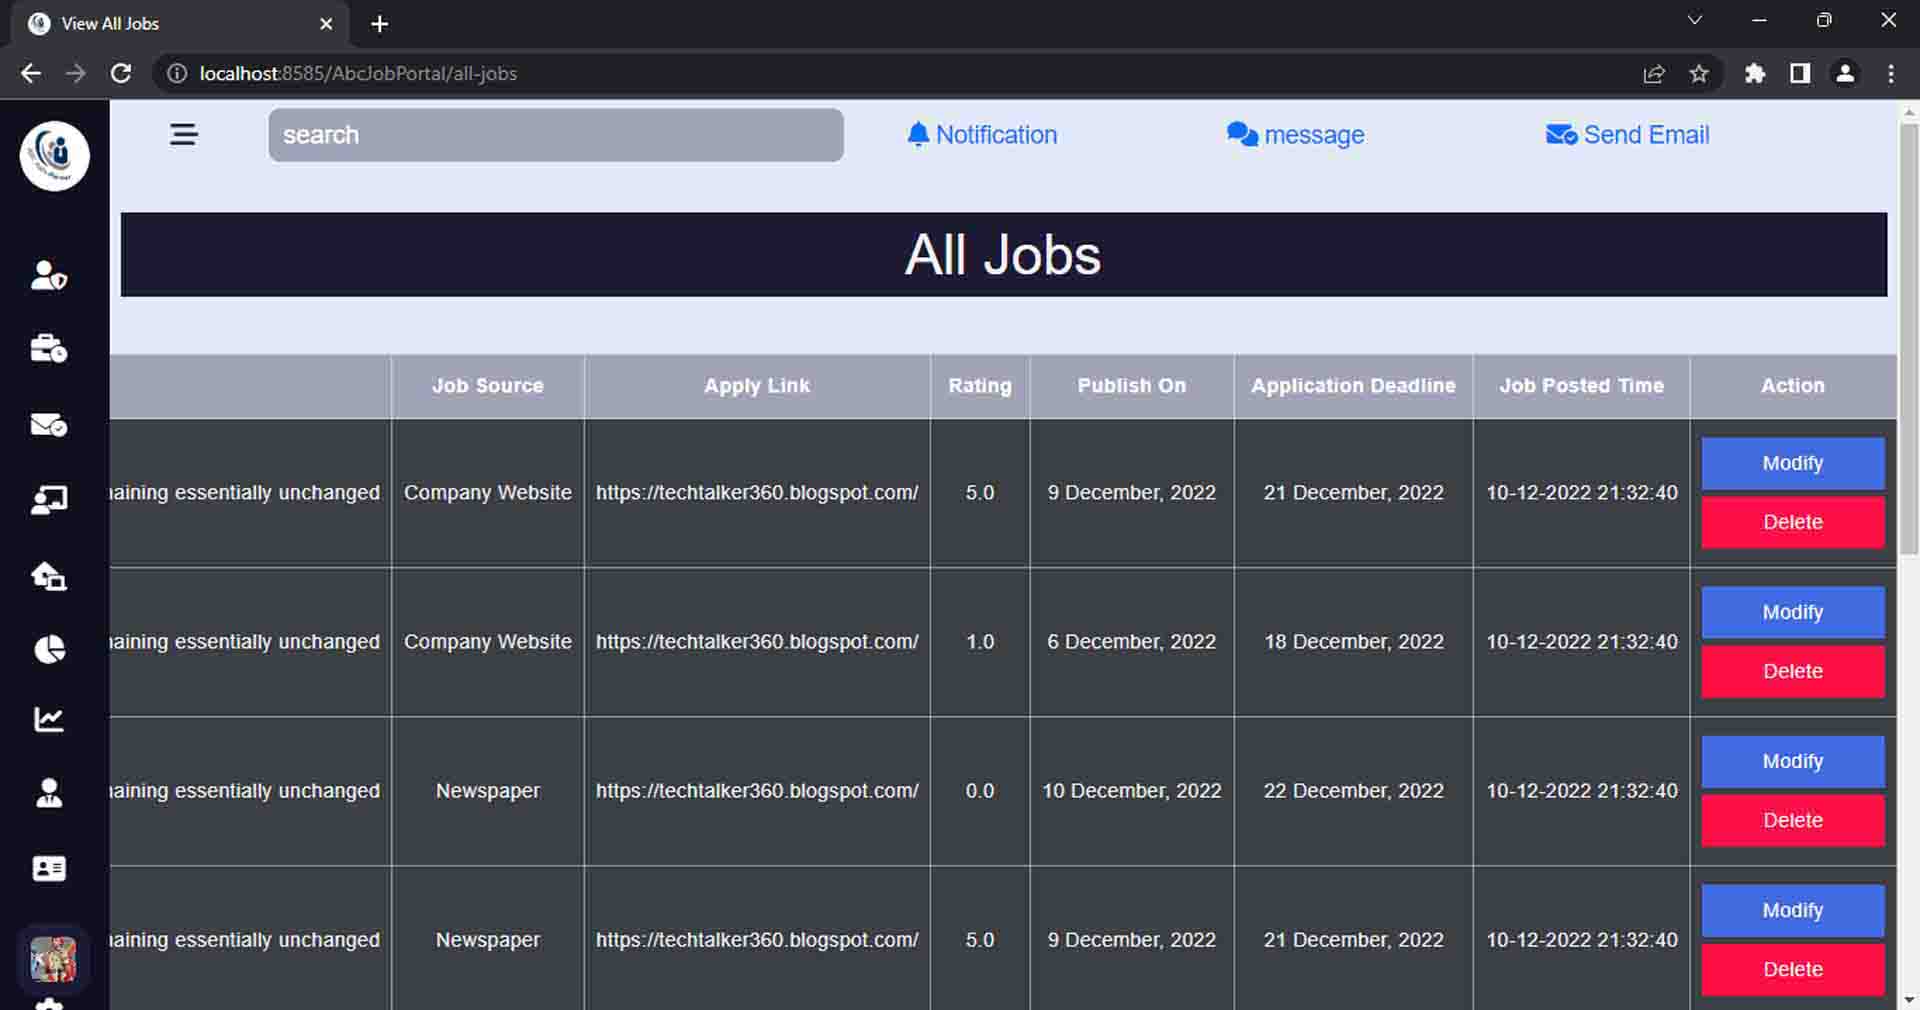 View All Jobs
localhost:8585/AbcJobPortal/all-jobs
search
Notification
message
Send Email
All Jobs
Job Source Apply Link Rating Publish On Application Deadline Job Posted Time Action
essentially unchanged Company Website https://techtalker360.blogspot.com/ 5.0 9 December, 2022 21 December, 2022 10-12-2022 21:32:40
Modify
Delete
essentially unchanged Company Website https://techtalker360.blogspot.com/ 1.0 6 December, 2022 18 December, 2022 10-12-2022 21:32:40
Modify
Delete
essentially unchanged Newspaper https://techtalker360.blogspot.com/ 0.0 10 December, 2022 22 December, 2022 10-12-2022 21:32:40
Modify
Delete
essentially unchanged Newspaper https://techtalker360.blogspot.com/ 5.0 9 December, 2022 21 December, 2022 10-12-2022 21:32:40
Modify
Delete